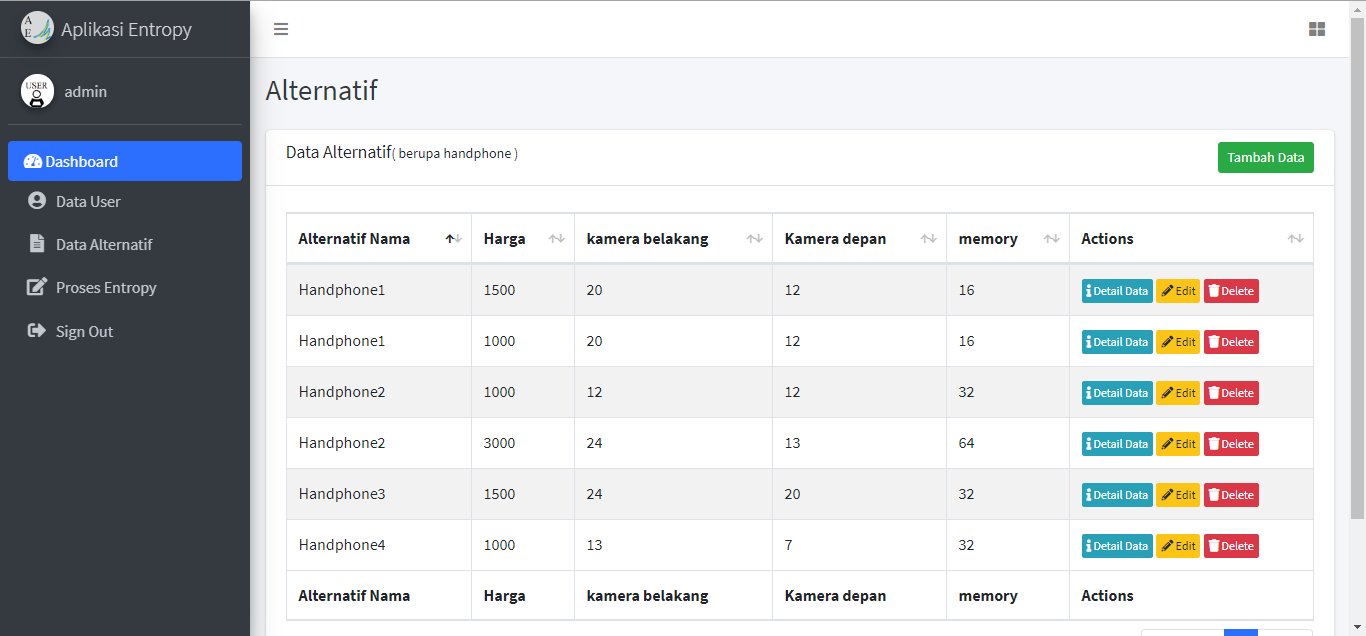 A
E
Aplikasi Entropy
USER
admin
Dashboard
Data User
Data Alternatif
Proses Entropy
Sign Out
Alternatif
Data Alternatif( berupa handphone )
Tambah Data
Alternatif Nama Harga kamera belakang Kamera depan memory Actions
Handphone1 1500 20 12 16 Detail Data Edit Delete
Handphone1 1000 20 12 16 Detail Data Edit Delete
Handphone2 1000 12 12 32 Detail Data Edit Delete
Handphone2 3000 24 13 64 Detail Data Edit Delete
Handphone3 1500 24 20 32 Detail Data Edit Delete
Handphone4 1000 13 7 32 Detail Data Edit Delete
Alternatif Nama Harga kamera belakang Kamera depan memory Actions